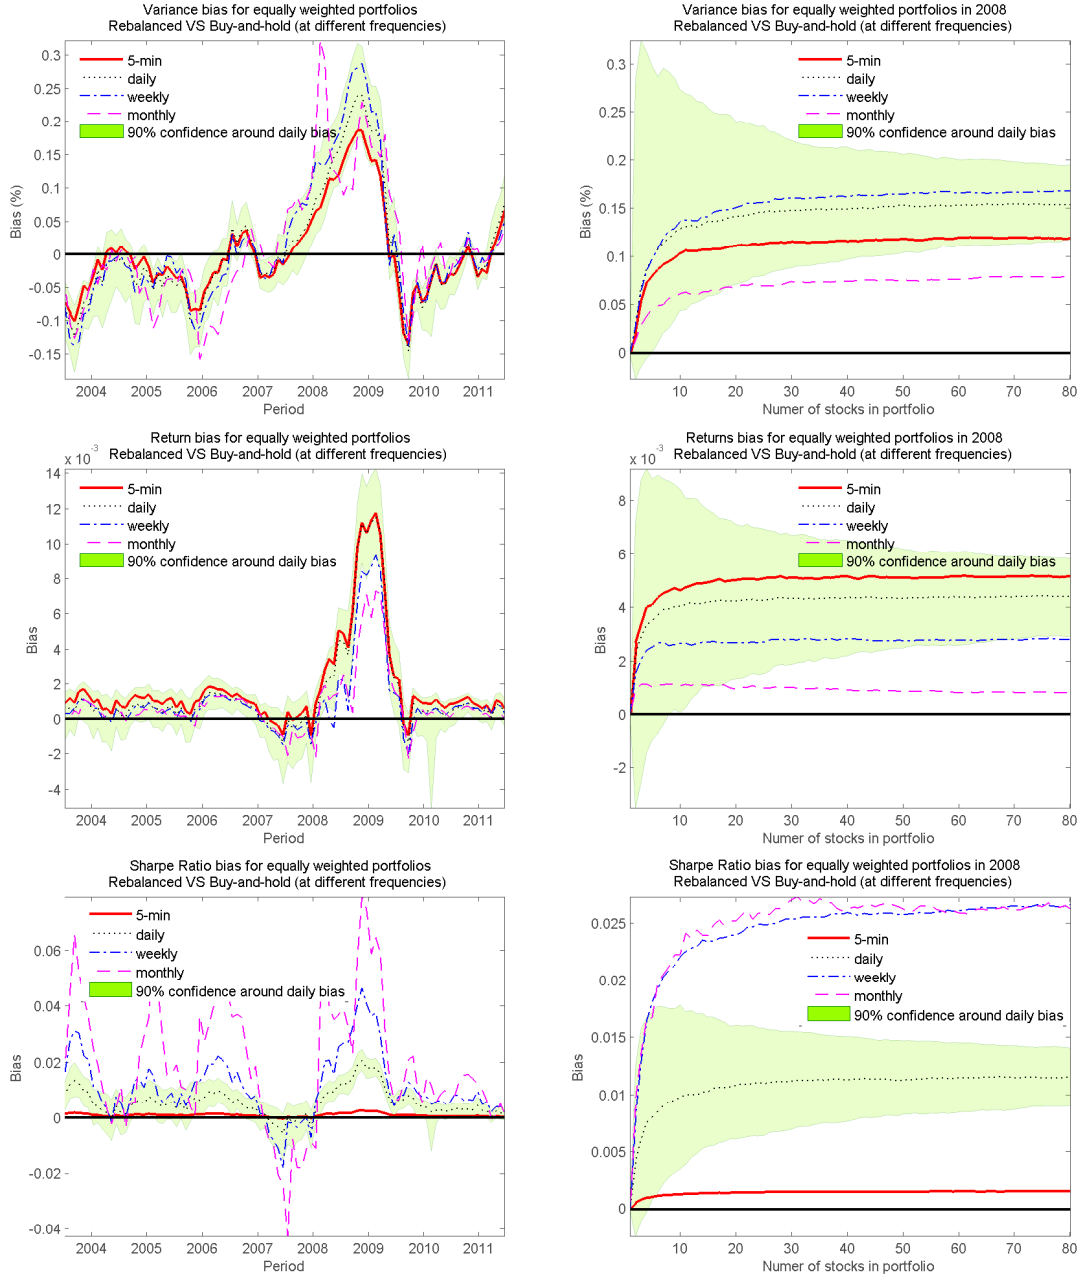 Variance bias for equally weighted portfolios
Rebalanced VS Buy-and-hold (at different frequencies)
0.3
0.25
0.2
0.15
0.1
0.05
0
-0.05
-0.1
-0.15
Bias (%)
5-min
daily
weekly
monthly
90% confidence around daily bias
2004 2005 2006 2007 2008 2009 2010 2011
Period
Variance bias for equally weighted portfolios in 2008
Rebalanced VS Buy-and-hold (at different frequencies)
0.3
0.25
0.2
0.15
0.1
0.05
0
Bias (%)
5-min
daily
weekly
monthly
90% confidence around daily bias
10 20 30 40 50 60 70 80
Numer of stocks in portfolio
Return bias for equally weighted portfolios
Rebalanced VS Buy-and-hold (at different frequencies)
x 10 -3
14
12
10
8
6
4
2
0
-2
-4
Bias
5-min
daily
weekly
monthly
90% confidence around daily bias
2004 2005 2006 2007 2008 2009 2010 2011
Period
Returns bias for equally weighted portfolios in 2008
Rebalanced VS Buy-and-hold (at different frequencies)
x 10 -3
8
6
4
2
0
-2
Bias
5-min
daily
weekly
monthly
90% confidence around daily bias
10 20 30 40 50 60 70 80
Numer of stocks in portfolio
Sharpe Ratio bias for equally weighted portfolios
Rebalanced VS Buy-and-hold (at different frequencies)
0.06
0.04
0.02
0
-0.02
-0.04
Bias
5-min
daily
weekly
monthly
90% confidence around daily bias
2004 2005 2006 2007 2008 2009 2010 2011
Period
Sharpe Ratio bias for equally weighted portfolios in 2008
Rebalanced VS Buy-and-hold (at different frequencies)
0.025
0.02
0.015
0.01
0.005
0
Bias
5-min
daily
weekly
monthly
90% confidence around daily bias
10 20 30 40 50 60 70 80
Numer of stocks in portfolio